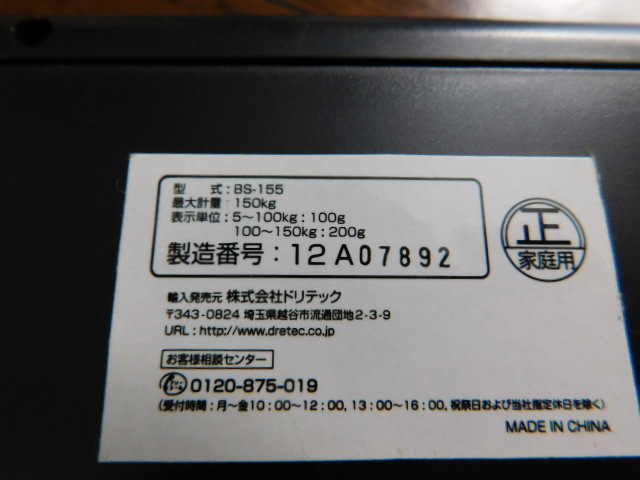 型 式 : BS-155
最大計量 : 150kg
表示単位 : 5～100kg : 100g
100～150kg : 200g
製造番号 : 12A07892
正
家庭用
輸入発売元 株式会社ドリテック
〒343-0824 埼玉県越谷市流通団地2-3-9
URL : http://www.dretec.co.jp
お客様相談センター
0120-875-019
(受付時間 : 月～金10 : 00～12 : 00, 13 : 00～16 : 00, 祝祭日および当社指定休日を除く)
MADE IN CHINA